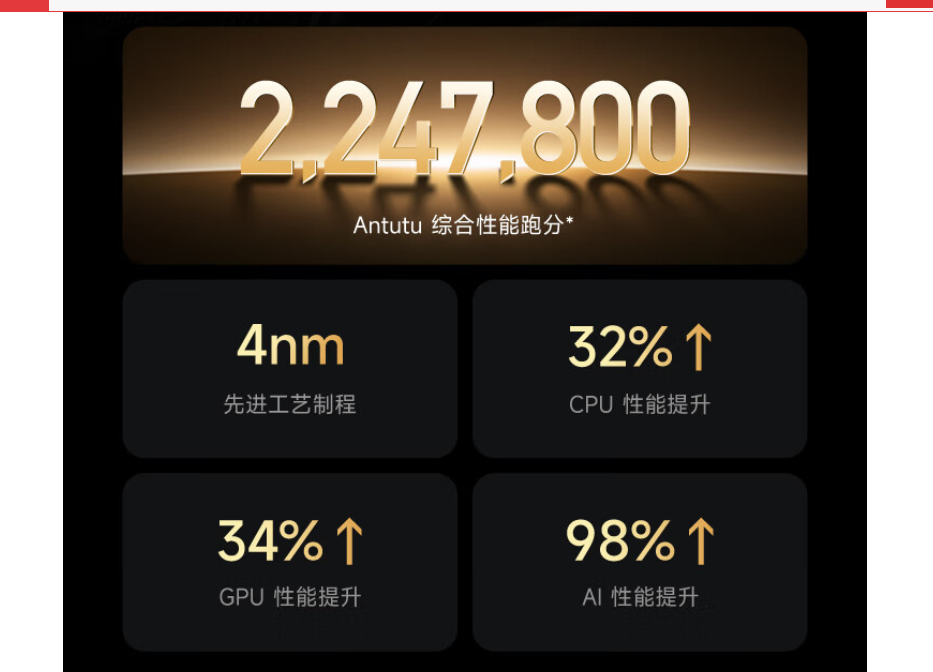 2,247,800
Antutu 综合性能跑分*
4nm
先进工艺制程
32%↑
CPU 性能提升
34%↑
GPU 性能提升
98%↑
AI 性能提升